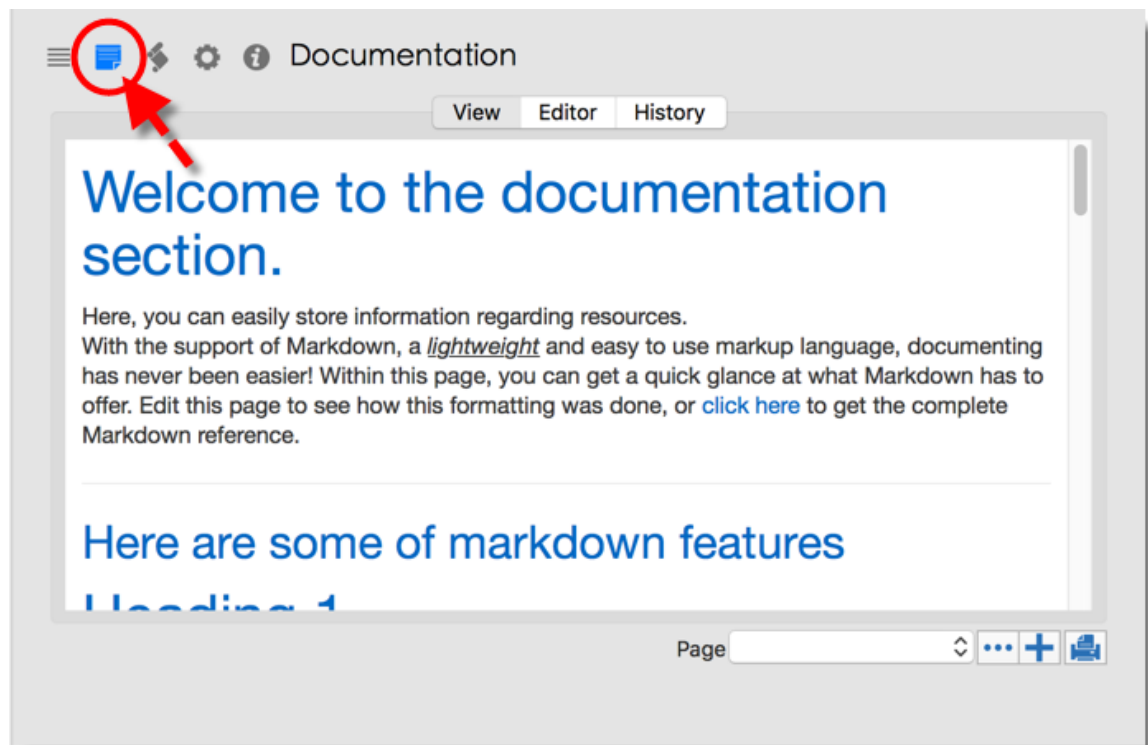 Documentation
View Editor History
Welcome to the documentation
section.
Here, you can easily store information regarding resources.
With the support of Markdown, a lightweight and easy to use markup language, documenting
has never been easier! Within this page, you can get a quick glance at what Markdown has to
offer. Edit this page to see how this formatting was done, or click here to get the complete
Markdown reference.
Here are some of markdown features
Heading 1
Page